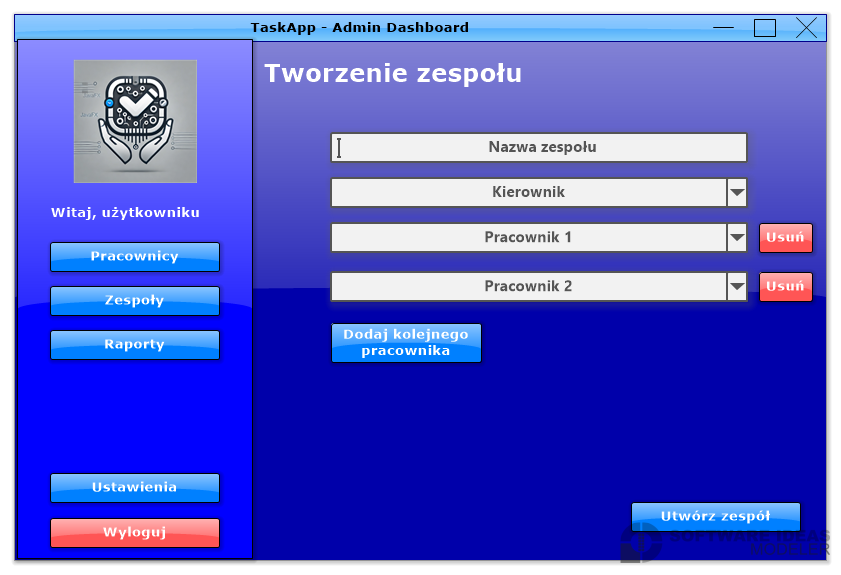 TaskApp - Admin Dashboard
Witaj, użytkowniku
Pracownicy
Zespoły
Raporty
Ustawienia
Wyloguj
Tworzenie zespołu
Nazwa zespołu
Kierownik
Pracownik 1
Usuń
Pracownik 2
Usuń
Dodaj kolejnego
pracownika
Utwórz zespół
SOFTWARE IDEAS
MODELER